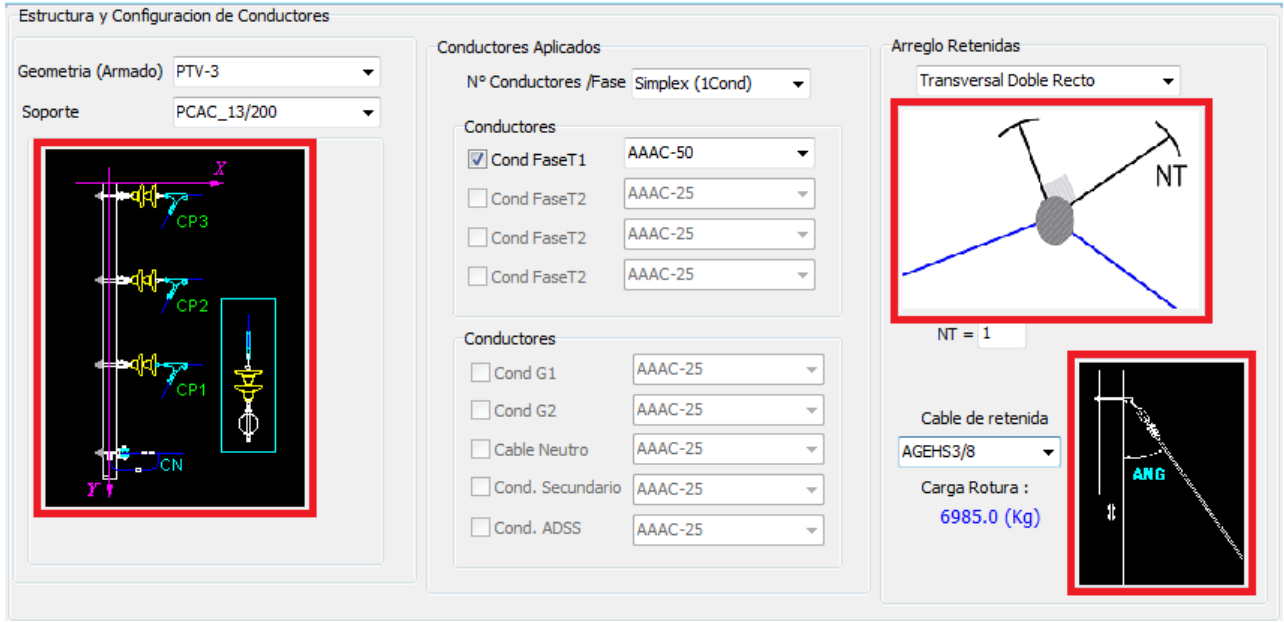 Estructura y Configuracion de Conductores
Geometria (Armado) PTV-3
Soporte PCAC_13/200
X
CP3
CP2
CP1
CN
Y
Conductores Aplicados
Nº Conductores /Fase Simplex (1Cond)
Conductores
Cond FaseT1 AAAC-50
Cond FaseT2 AAAC-25
Cond FaseT2 AAAC-25
Cond FaseT2 AAAC-25
Conductores
Cond G1 AAAC-25
Cond G2 AAAC-25
Cable Neutro AAAC-25
Cond. Secundario AAAC-25
Cond. ADSS AAAC-25
Arreglo Retenidas
Transversal Doble Recto
NT
NT = 1
Cable de retenida
AGEHS3/8
Carga Rotura :
6985.0 (Kg)
ANG